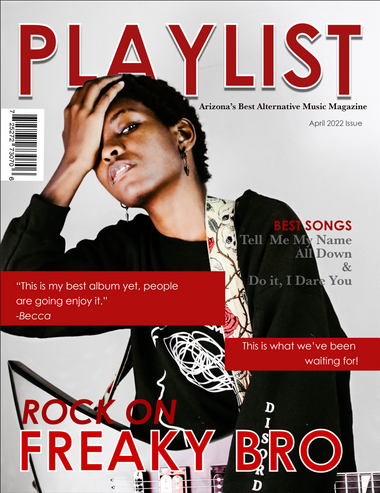 PLAYLIST
Arizona's Best Alternative Music Magazine
April 2022 Issue
BEST SONGS
Tell Me My Name
All Down
&
Do it, I Dare You
“This is my best album yet, people
are going enjoy it.”
-Becca
This is what we've been
waiting for!
ROCK ON
FREAKY BRO
DISORD